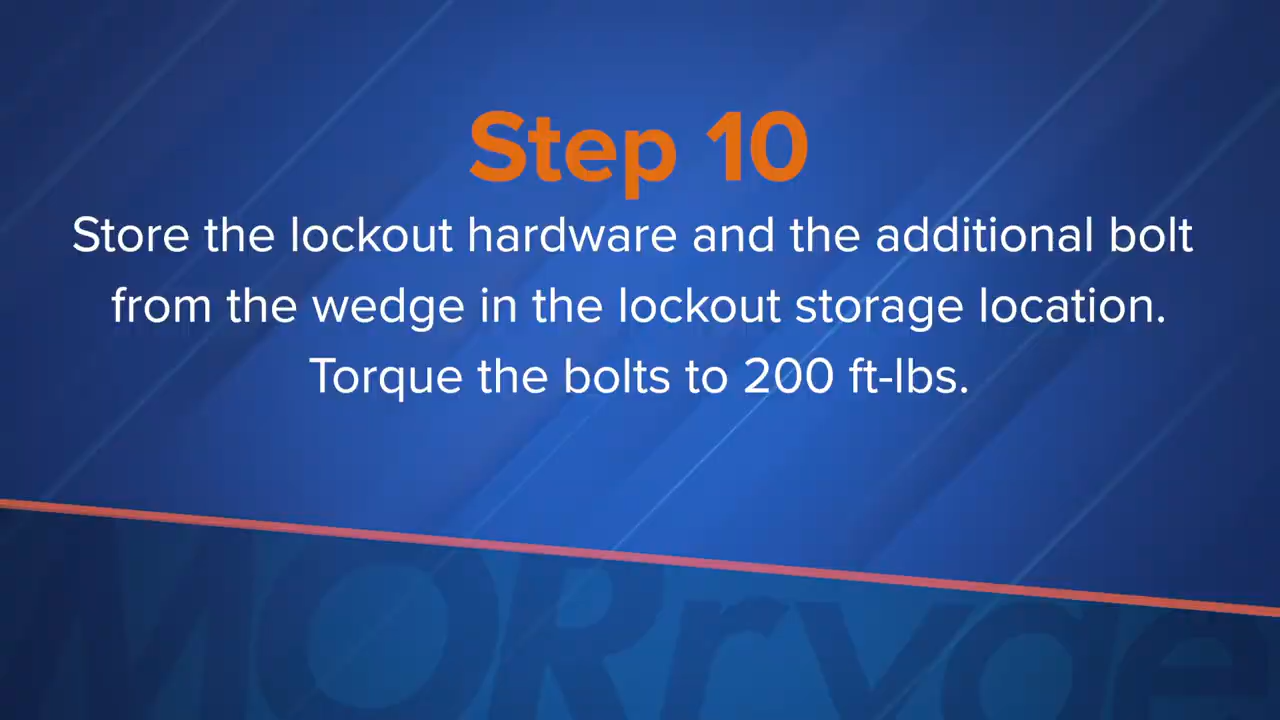 Step 10
Store the lockout hardware and the additional bolt
from the wedge in the lockout storage location.
Torque the bolts to 200 ft-lbs.
MORryde